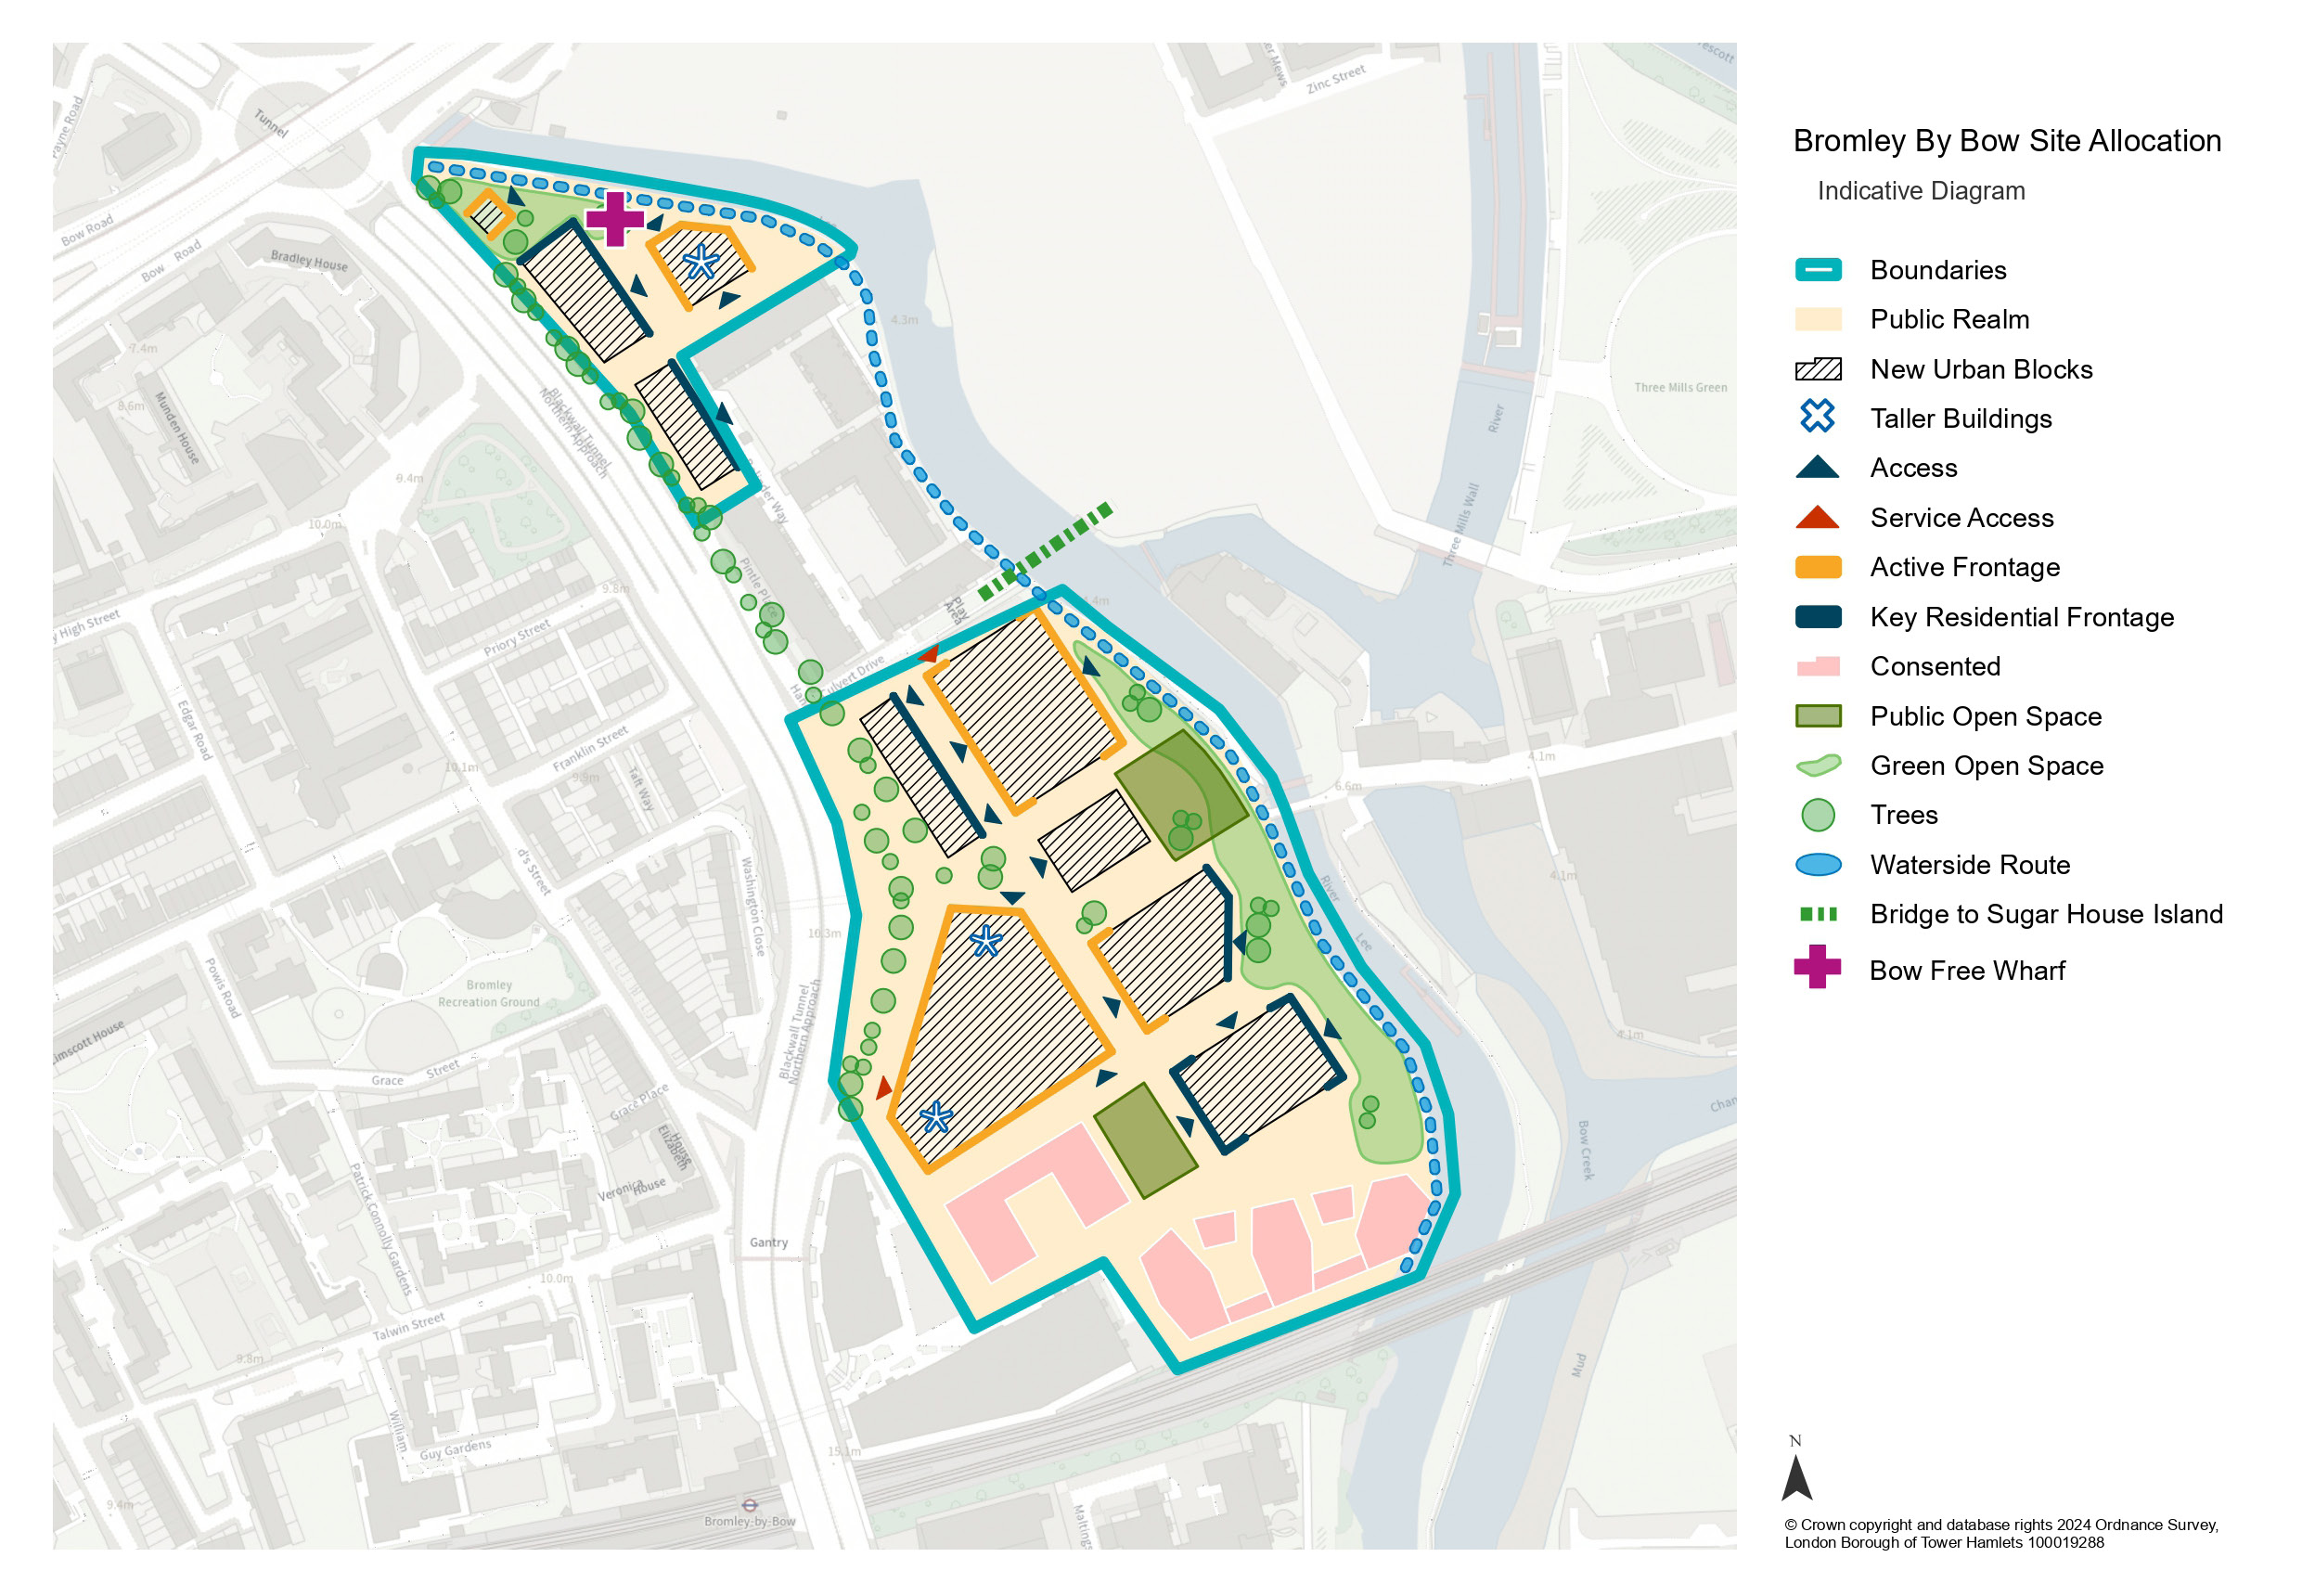 Bromley By Bow Site Allocation
Indicative Diagram
Boundaries
Public Realm
New Urban Blocks
Taller Buildings
Access
Service Access
Active Frontage
Key Residential Frontage
Consented
Public Open Space
Green Open Space
Trees
Waterside Route
Bridge to Sugar House Island
Bow Free Wharf
N
© Crown copyright and database rights 2024 Ordnance Survey,
London Borough of Tower Hamlets 100019288
Payne Road
Tunnel
Bow Road
Bow Road
Bradley House
7.4m
8.6m
Munden House
9.4m
10.0m
Blackwall Tunnel
Northern Approach
Zinc Street
4.3m
Three Mills Green
River
Three Mills Wall
High Street
Priory Street
9.8m
Pintle Place
Play
Area
4.4m
Culvert Drive
Edgar Road
10.1m
Franklin Street
9.9m
Taft Way
Washington Close
6.6m
4.1m
4.1m
River
Lee
Powis Road
Bromley
Recreation Ground
10.3m
Blackwall Tunnel
Northern Approach
4.1m
Grace Street
Grace Place
Elizabeth
House
Veronica
House
Bow Creek
Patrick Connolly Gardens
Gantry
10.0m
Talwin Street
9.8m
Mud
William
Guy Gardens
15.1m
9.4m
Bromley-by-Bow
Maltings